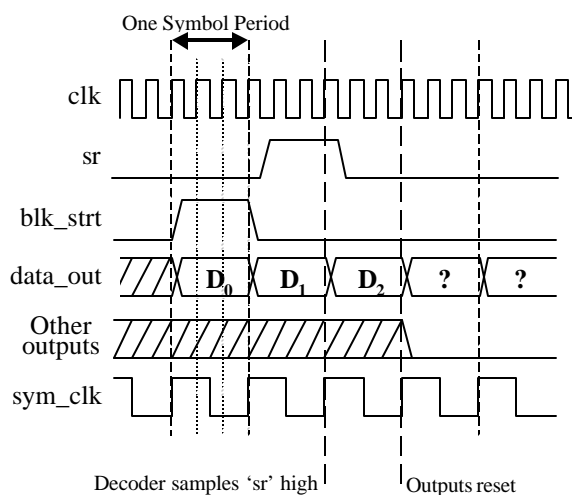 One Symbol Period
clk
sr
blk_strt
data_out D0 D1 D2 ? ?
Other
outputs
sym_clk
Decoder samples ‘sr’ high Outputs reset